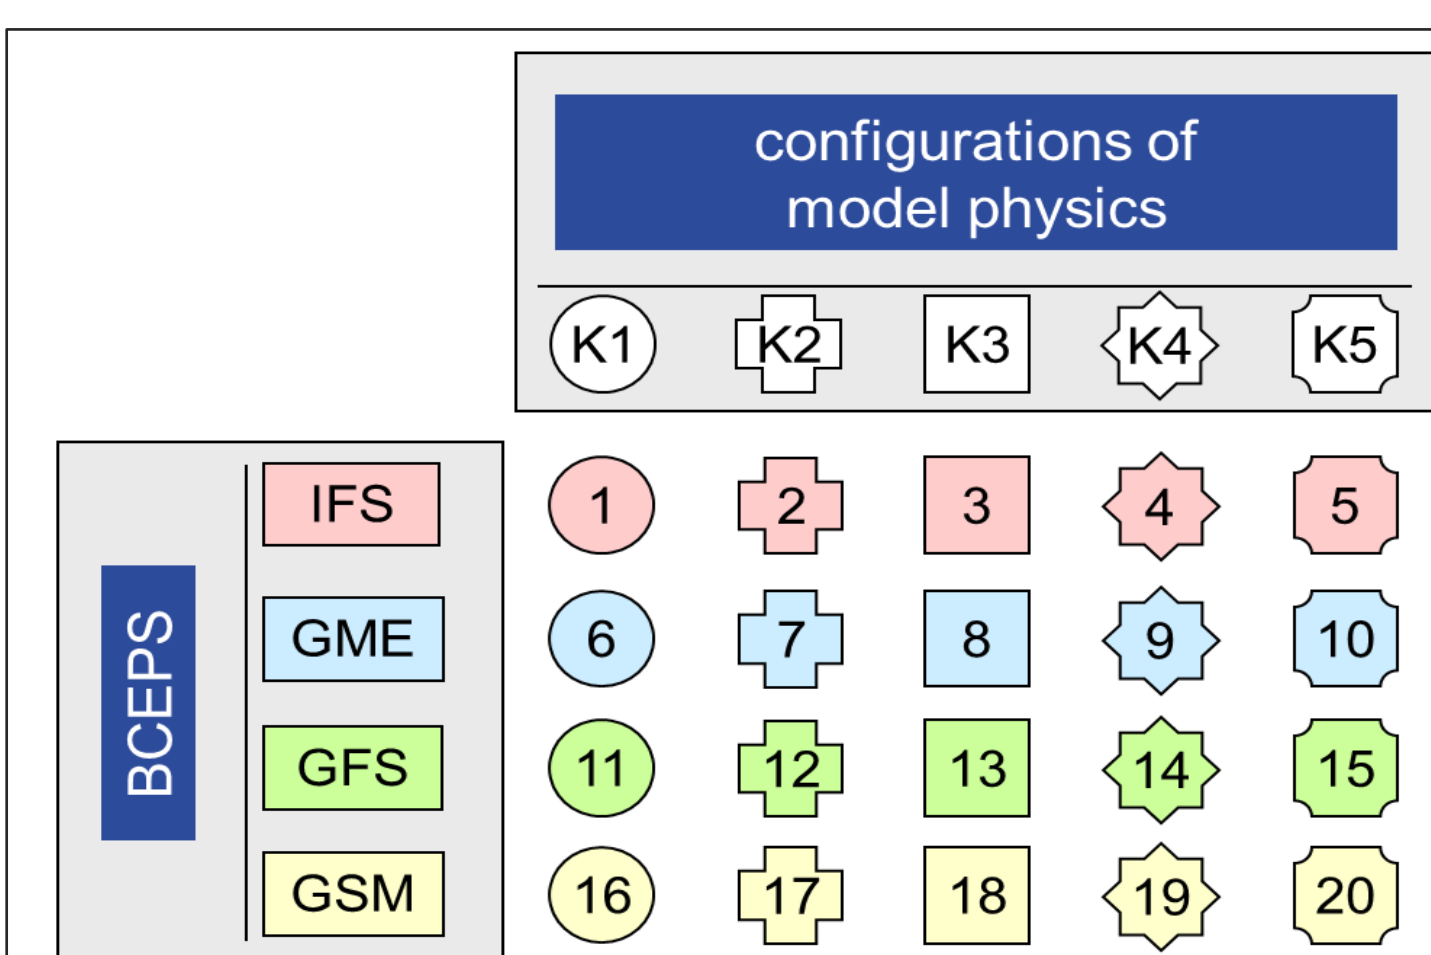 configurations of
model physics
K1 K2 K3 K4 K5
BCEPS
IFS 1 2 3 4 5
GME 6 7 8 9 10
GFS 11 12 13 14 15
GSM 16 17 18 19 20